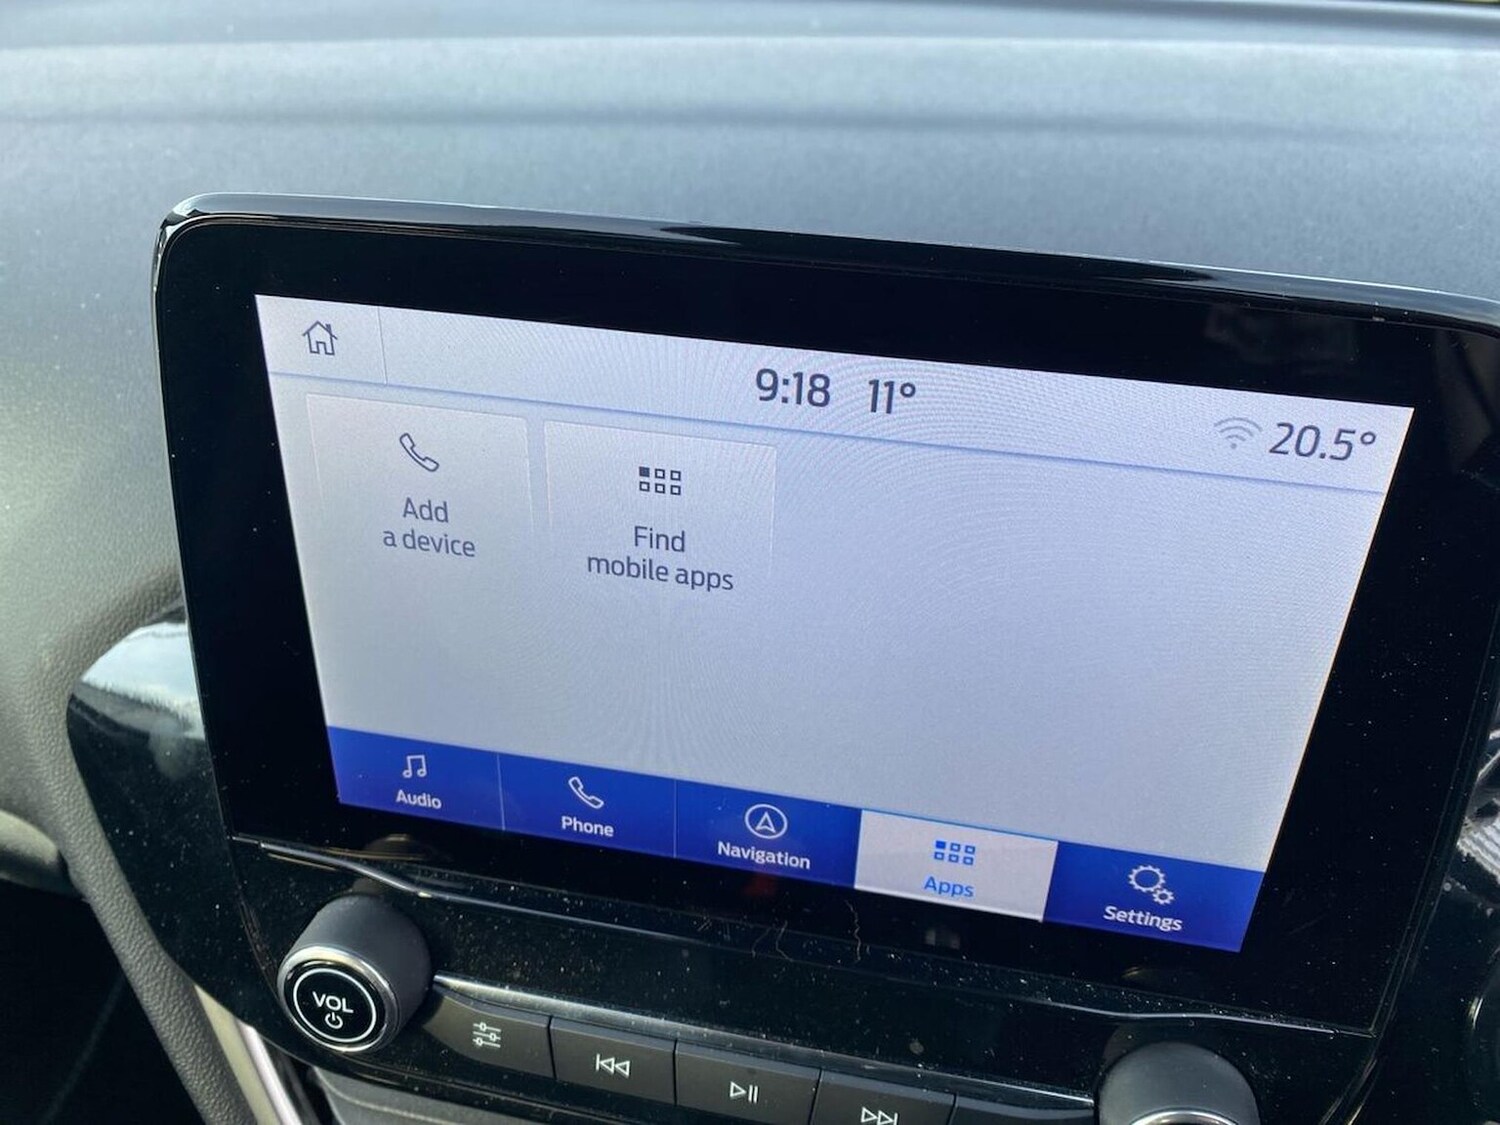 9:18 11°
20.5°
Add
a device
Find
mobile apps
Audio
Phone
Navigation
Apps
Settings
VOL